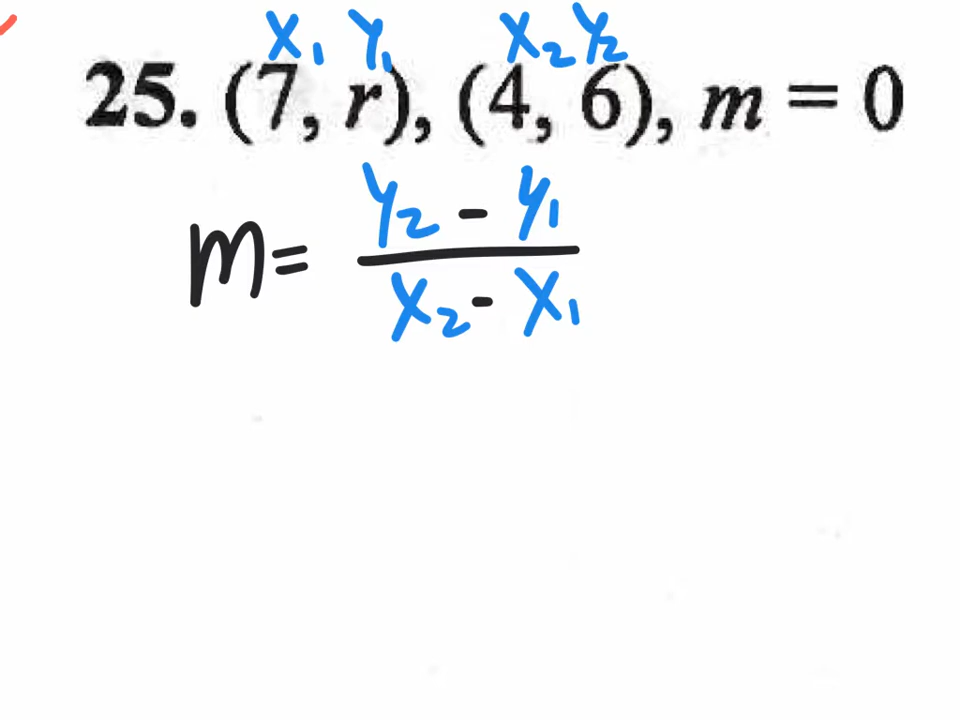 X₁ Y₁ X₂ Y₂
25. (7, r), (4, 6), m = 0
m = Y₂ - Y₁
X₂ - X₁